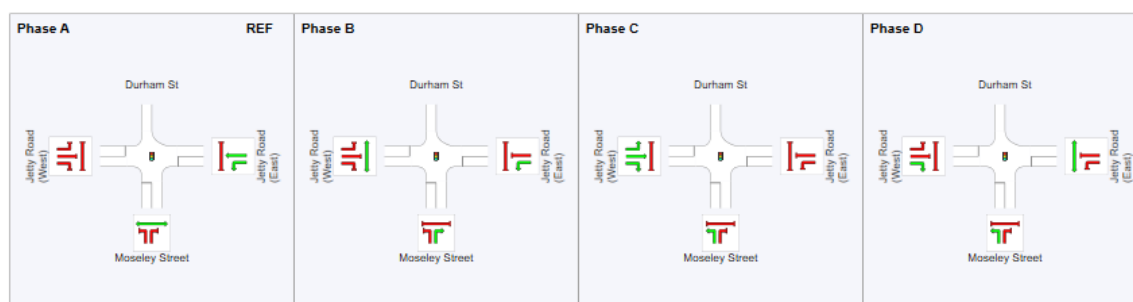 Phase A REF
Durham St
Jetty Road
(West)
Jetty Road
(East)
Moseley Street
Phase B
Durham St
Jetty Road
(West)
Jetty Road
(East)
Moseley Street
Phase C
Durham St
Jetty Road
(West)
Jetty Road
(East)
Moseley Street
Phase D
Durham St
Jetty Road
(West)
Jetty Road
(East)
Moseley Street